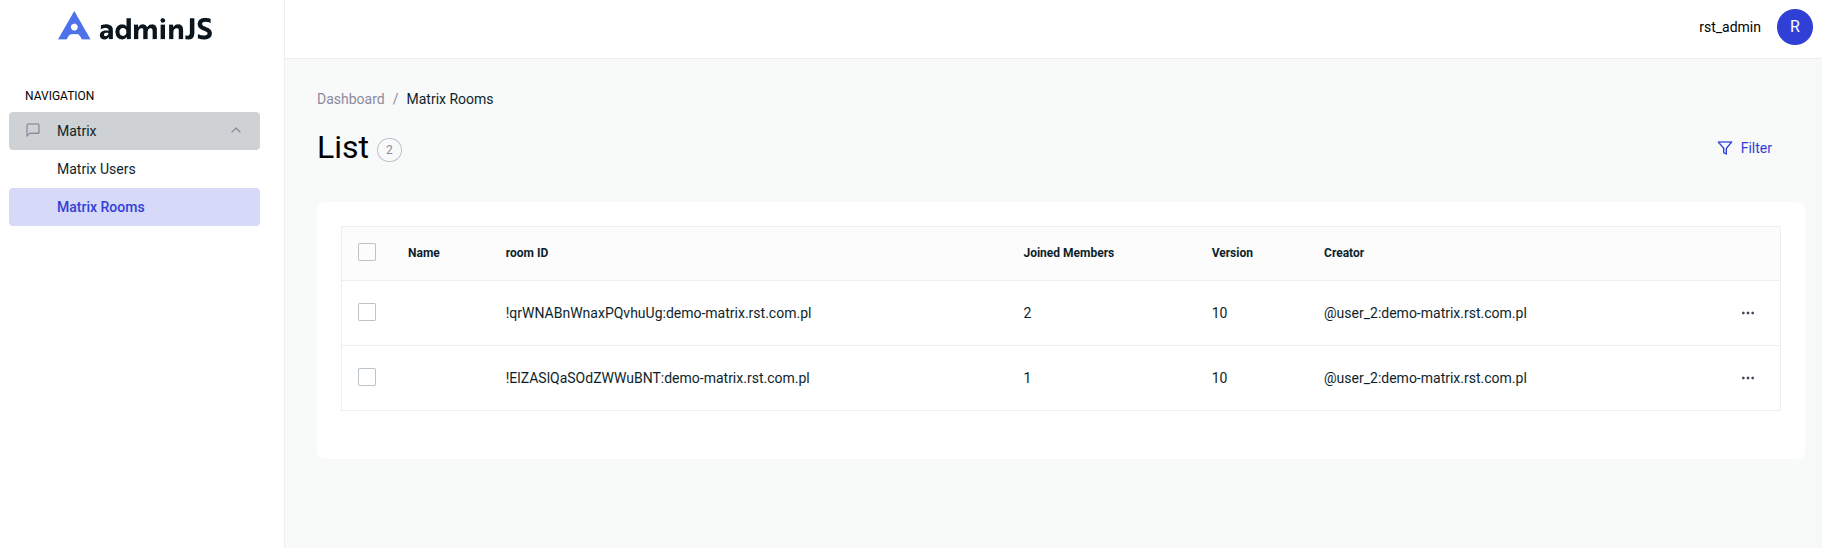 adminJS
rst_admin R
NAVIGATION
Matrix
Matrix Users
Matrix Rooms
Dashboard / Matrix Rooms
List 2
Filter
Name room ID Joined Members Version Creator
!qrWNABnWnaxPQvhuUg:demo-matrix.rst.com.pl 2 10 @user_2:demo-matrix.rst.com.pl
!ElZASIQaSOdZWWuBNT:demo-matrix.rst.com.pl 1 10 @user_2:demo-matrix.rst.com.pl